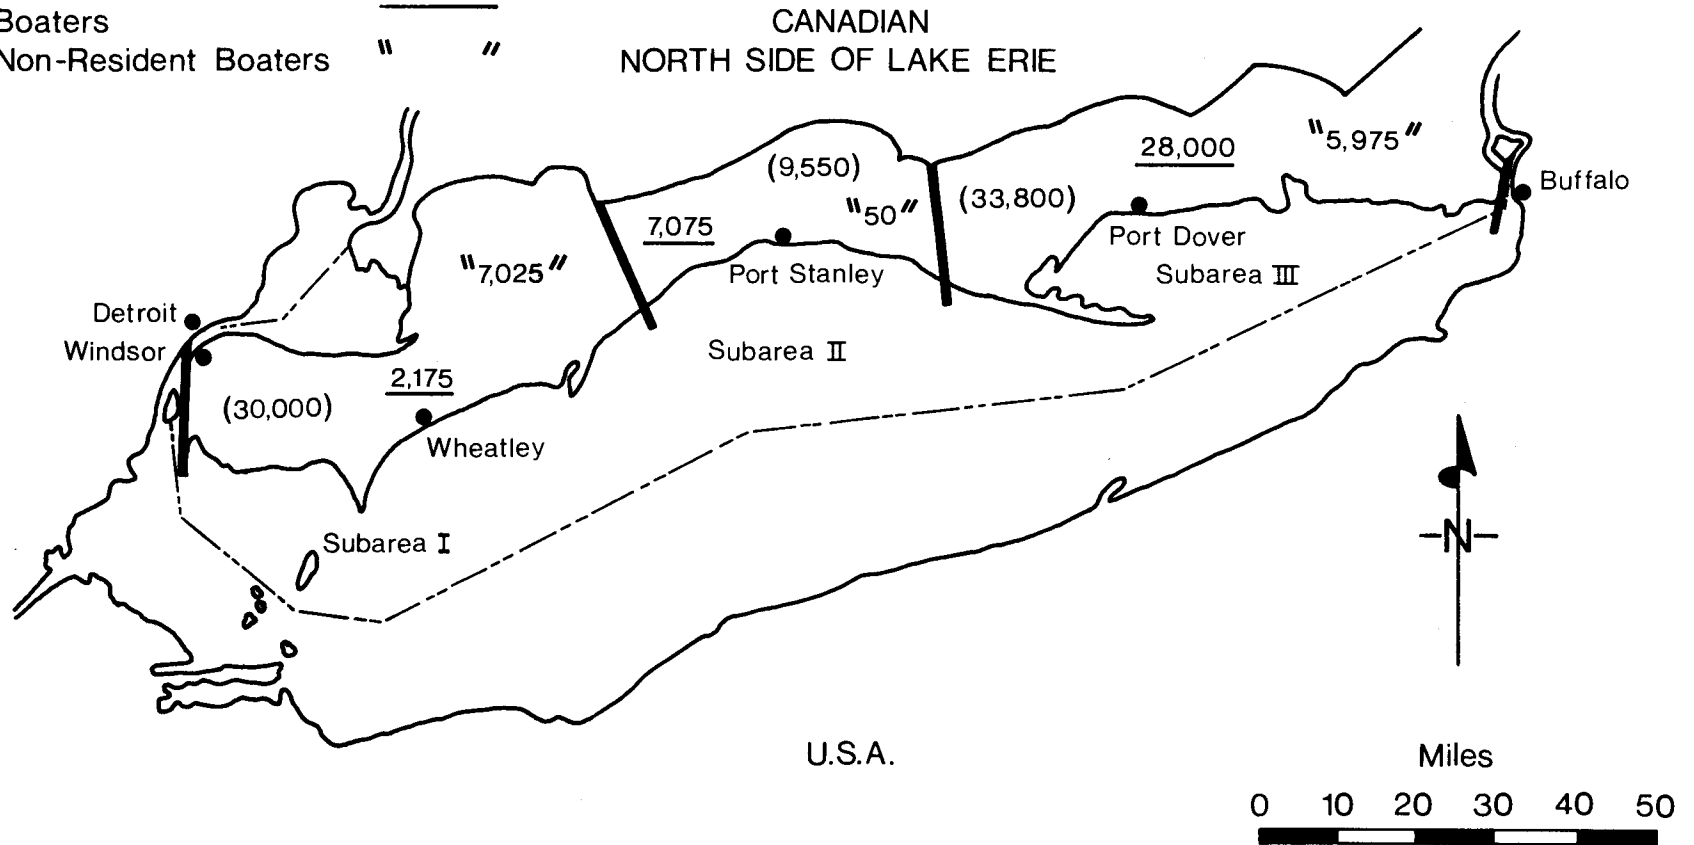 Boaters
Non-Resident Boaters " "
CANADIAN
NORTH SIDE OF LAKE ERIE
"5,975"
28,000
(9,550)
Buffalo
(33,800)
"50"
7,075
Port Dover
"7,025"
Port Stanley
Subarea III
Detroit
Windsor
Subarea II
2,175
(30,000)
Wheatley
-N-
Subarea I
U.S.A.
Miles
0 10 20 30 40 50